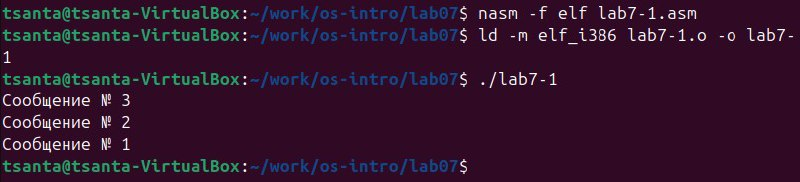 tsanta@tsanta-VirtualBox:~/work/os-intro/lab07$ nasm -f elf lab7-1.asm
tsanta@tsanta-VirtualBox:~/work/os-intro/lab07$ ld -m elf_i386 lab7-1.o -o lab7-
1
tsanta@tsanta-VirtualBox:~/work/os-intro/lab07$ ./lab7-1
Сообщение № 3
Сообщение № 2
Сообщение № 1
tsanta@tsanta-VirtualBox:~/work/os-intro/lab07$